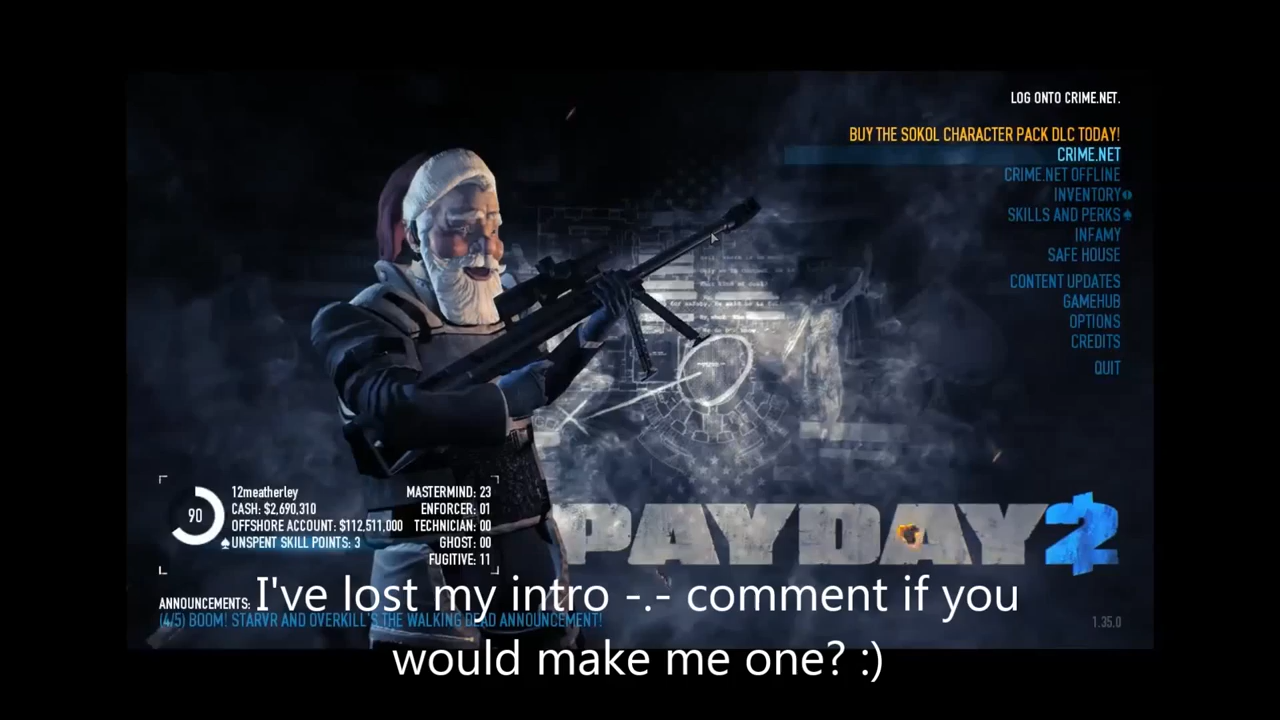 LOG ONTO CRIME.NET.
BUY THE SOKOL CHARACTER PACK DLC TODAY!
CRIME.NET
CRIME.NET OFFLINE
INVENTORY
SKILLS AND PERKS
INFAMY
SAFE HOUSE
CONTENT UPDATES
GAMEHUB
OPTIONS
CREDITS
QUIT
90
12meatherley
CASH: $2,690,310
OFFSHORE ACCOUNT: $112,511,000
UNSPENT SKILL POINTS: 3
MASTERMIND: 23
ENFORCER: 01
TECHNICIAN: 00
GHOST: 00
FUGITIVE: 11
PAYDAY 2
ANNOUNCEMENTS:
(4/5) BOOM! STARVR AND OVERKILL'S THE WALKING DEAD ANNOUNCEMENT!
1.35.0
I've lost my intro -.- comment if you
would make me one? :)